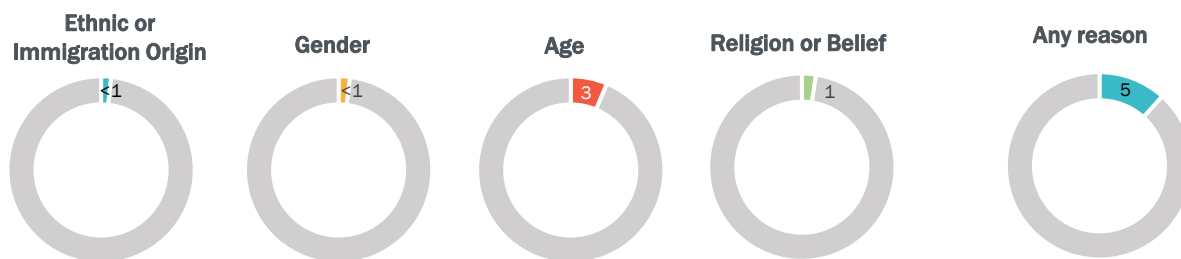 Ethnic or
Immigration Origin
Gender
Age
Religion or Belief
Any reason
<1
<1
3
1
5